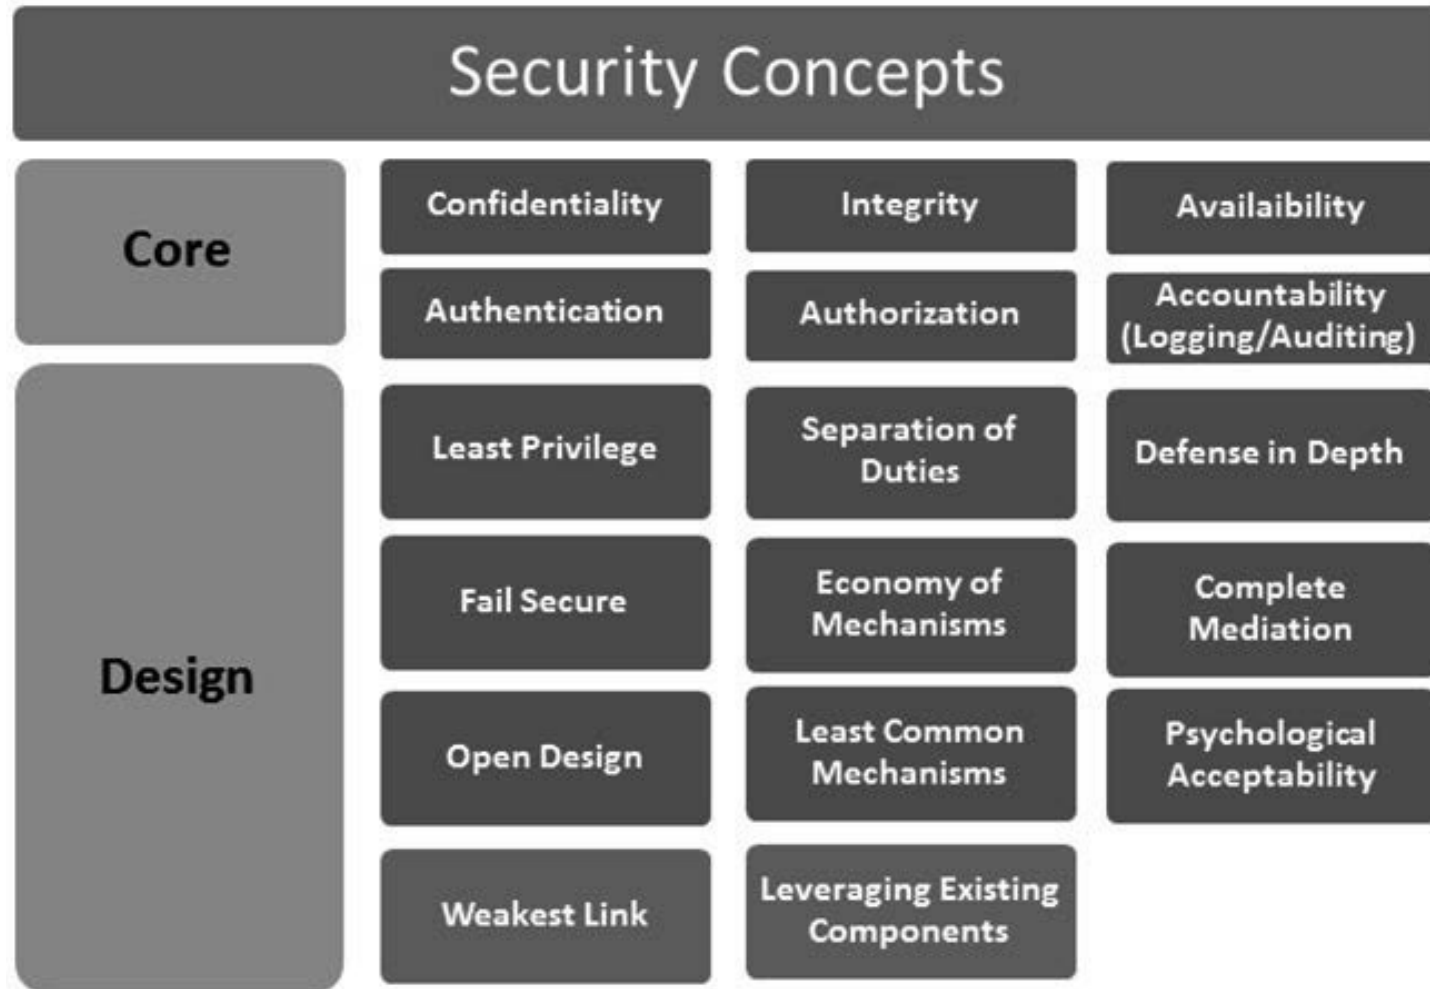 Security Concepts
Core
Confidentiality
Integrity
Availaibility
Authentication
Authorization
Accountability
(Logging/Auditing)
Design
Least Privilege
Separation of
Duties
Defense in Depth
Fail Secure
Economy of
Mechanisms
Complete
Mediation
Open Design
Least Common
Mechanisms
Psychological
Acceptability
Weakest Link
Leveraging Existing
Components